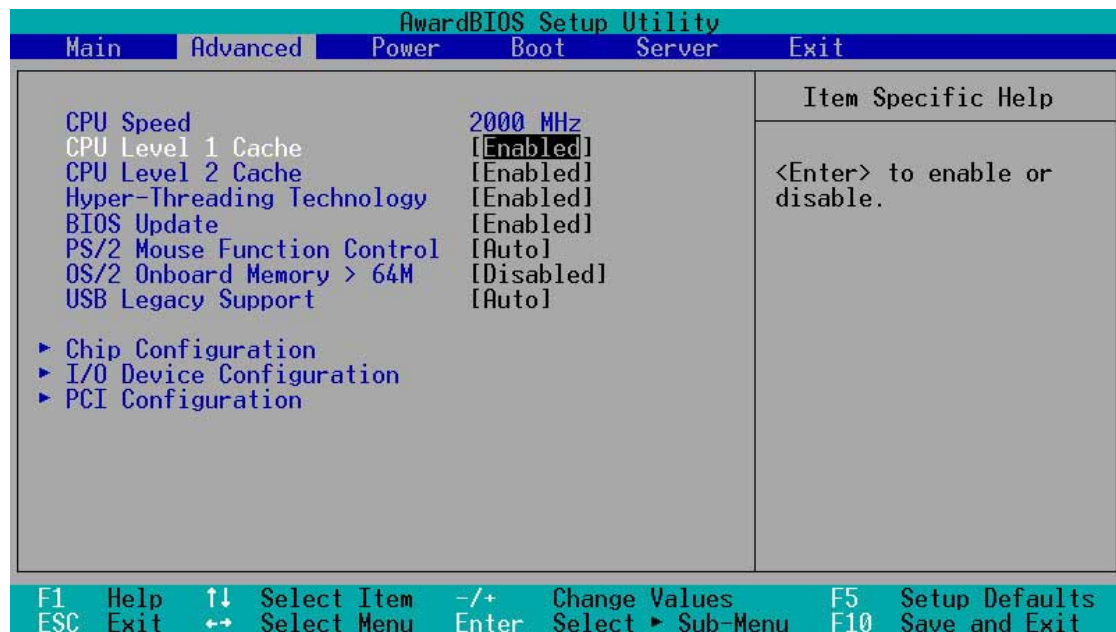 AwardBIOS Setup Utility
Main Advanced Power Boot Server Exit
CPU Speed 2000 MHz
CPU Level 1 Cache [Enabled]
CPU Level 2 Cache [Enabled]
Hyper-Threading Technology [Enabled]
BIOS Update [Enabled]
PS/2 Mouse Function Control [Auto]
OS/2 Onboard Memory > 64M [Disabled]
USB Legacy Support [Auto]
► Chip Configuration
► I/O Device Configuration
► PCI Configuration
Item Specific Help
<Enter> to enable or
disable.
F1 Help ↑↓ Select Item -/+ Change Values F5 Setup Defaults
ESC Exit ←→ Select Menu Enter Select ► Sub-Menu F10 Save and Exit